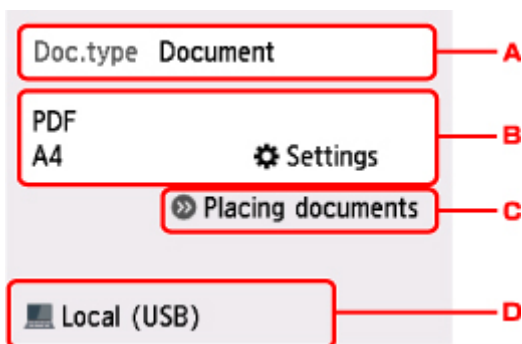 Doc.type Document A
PDF B
A4 Settings
Placing documents C
Local (USB) D